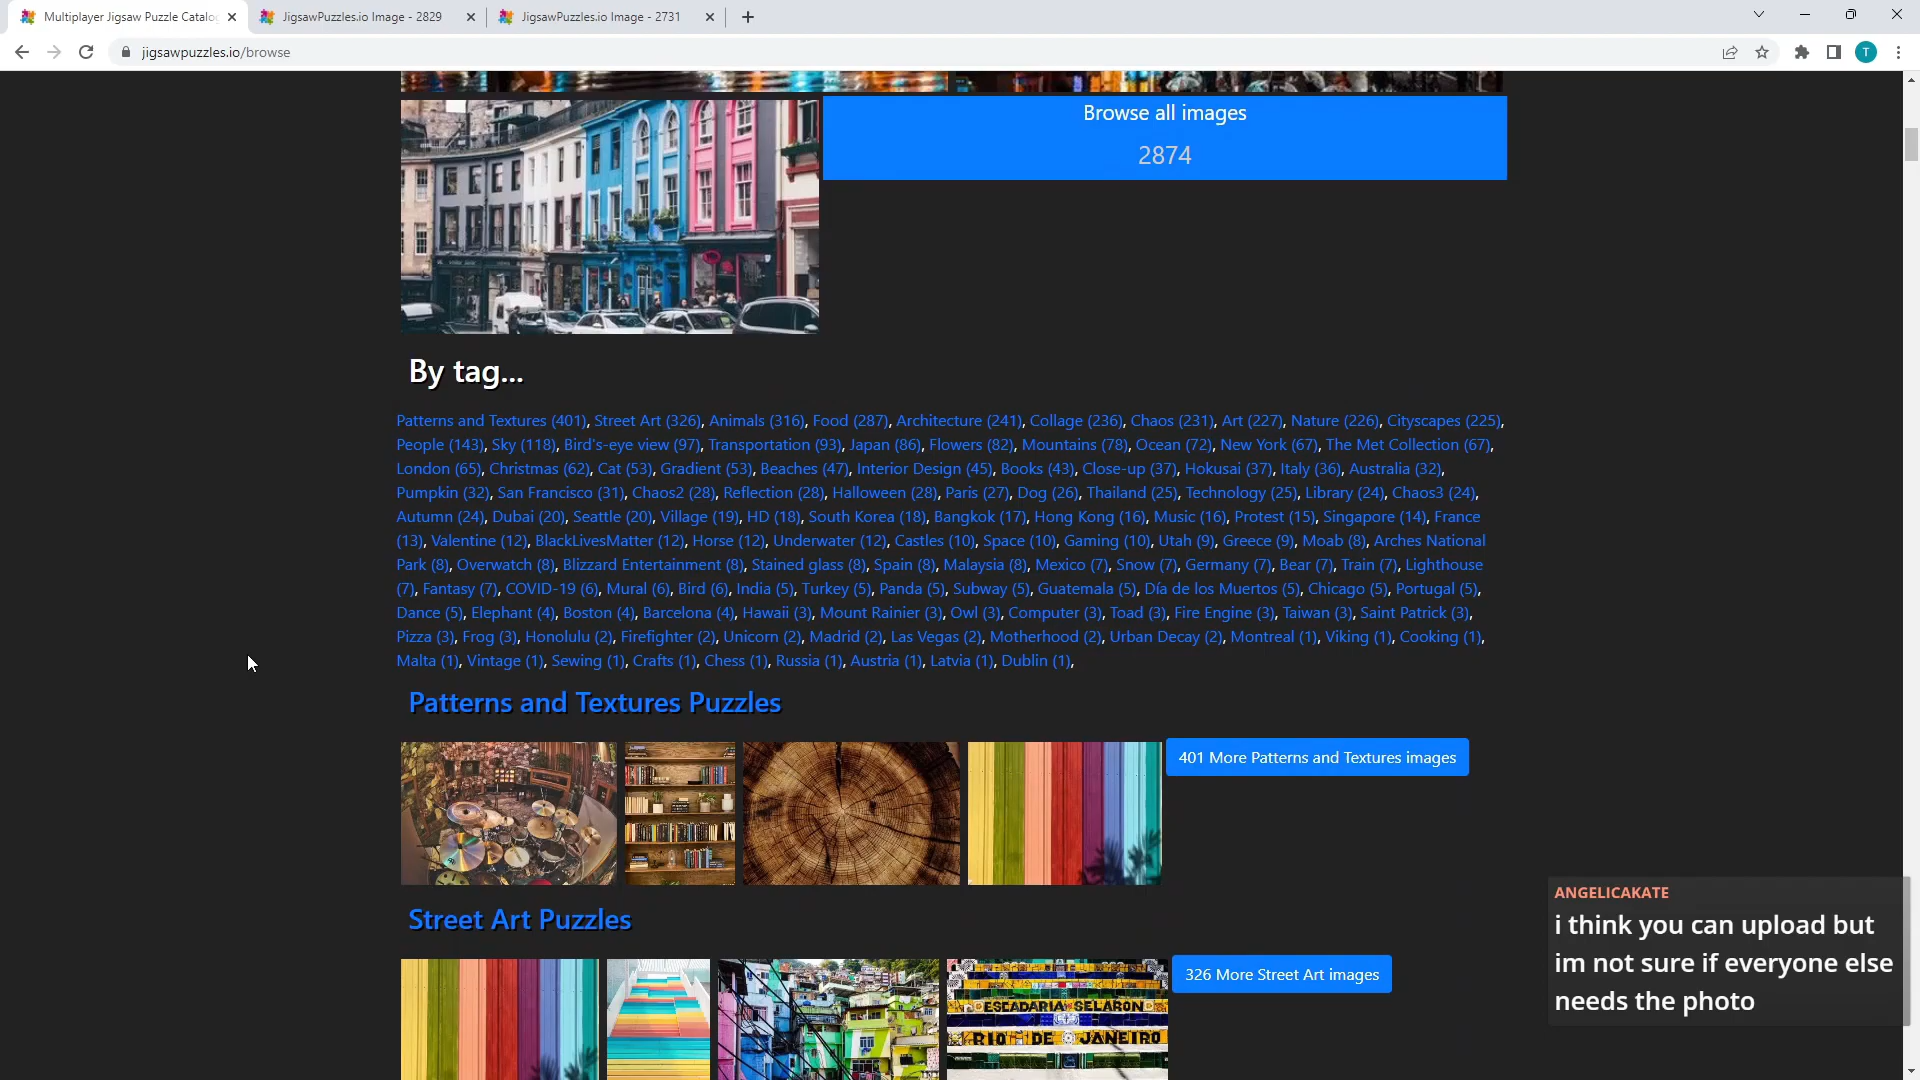 Multiplayer Jigsaw Puzzle Catalog
JigsawPuzzles.io Image - 2829
JigsawPuzzles.io Image - 2731
jigsawpuzzles.io/browse
T
Browse all images
2874
By tag...
Patterns and Textures (401), Street Art (326), Animals (316), Food (287), Architecture (241), Collage (236), Chaos (231), Art (227), Nature (226), Cityscapes (225),
People (143), Sky (118), Bird's-eye view (97), Transportation (93), Japan (86), Flowers (82), Mountains (78), Ocean (72), New York (67), The Met Collection (67),
London (65), Christmas (62), Cat (53), Gradient (53), Beaches (47), Interior Design (45), Books (43), Close-up (37), Hokusai (37), Italy (36), Australia (32),
Pumpkin (32), San Francisco (31), Chaos2 (28), Reflection (28), Halloween (28), Paris (27), Dog (26), Thailand (25), Technology (25), Library (24), Chaos3 (24),
Autumn (24), Dubai (20), Seattle (20), Village (19), HD (18), South Korea (18), Bangkok (17), Hong Kong (16), Music (16), Protest (15), Singapore (14), France
(13), Valentine (12), BlackLivesMatter (12), Horse (12), Underwater (12), Castles (10), Space (10), Gaming (10), Utah (9), Greece (9), Moab (8), Arches National
Park (8), Overwatch (8), Blizzard Entertainment (8), Stained glass (8), Spain (8), Malaysia (8), Mexico (7), Snow (7), Germany (7), Bear (7), Train (7), Lighthouse
(7), Fantasy (7), COVID-19 (6), Mural (6), Bird (6), India (5), Turkey (5), Panda (5), Subway (5), Guatemala (5), Día de los Muertos (5), Chicago (5), Portugal (5),
Dance (5), Elephant (4), Boston (4), Barcelona (4), Hawaii (3), Mount Rainier (3), Owl (3), Computer (3), Toad (3), Fire Engine (3), Taiwan (3), Saint Patrick (3),
Pizza (3), Frog (3), Honolulu (2), Firefighter (2), Unicorn (2), Madrid (2), Las Vegas (2), Motherhood (2), Urban Decay (2), Montreal (1), Viking (1), Cooking (1),
Malta (1), Vintage (1), Sewing (1), Crafts (1), Chess (1), Russia (1), Austria (1), Latvia (1), Dublin (1),
Patterns and Textures Puzzles
401 More Patterns and Textures images
Street Art Puzzles
326 More Street Art images
ESCADARIA SELARON
RIO DE JANEIRO
ANGELICAKATE
i think you can upload but
im not sure if everyone else
needs the photo